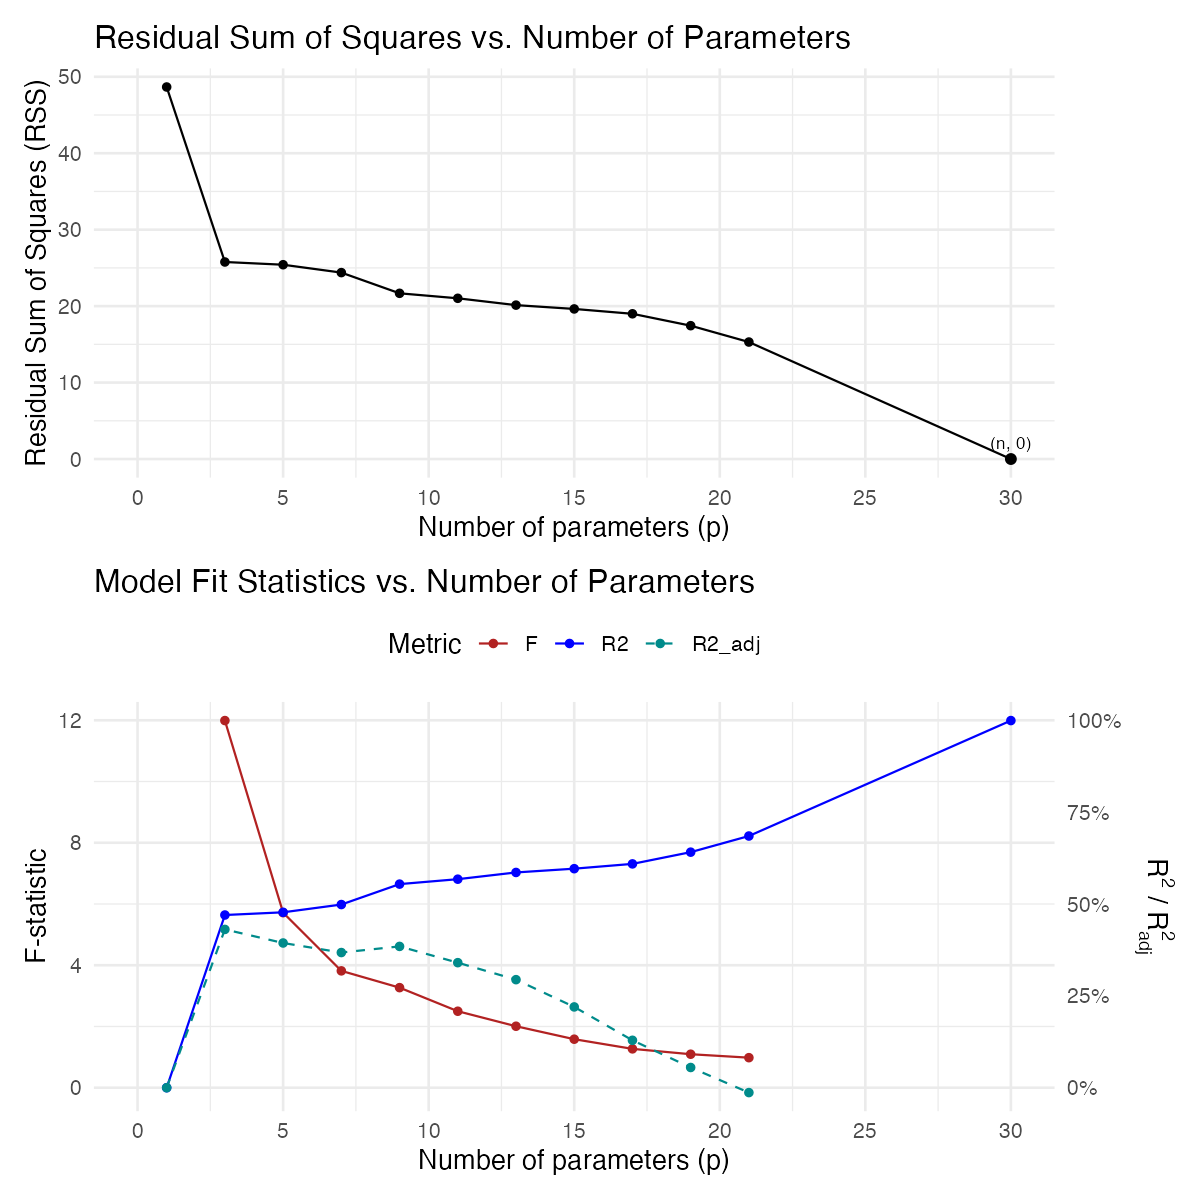 Residual Sum of Squares vs. Number of Parameters
Residual Sum of Squares (RSS)
50
40
30
20
10
0
(n, 0)
0 5 10 15 20 25 30
Number of parameters (p)
Model Fit Statistics vs. Number of Parameters
Metric F R2 R2_adj
F-statistic
12
8
4
0
100%
75%
50%
25%
0%
R² / R²adj
0 5 10 15 20 25 30
Number of parameters (p)